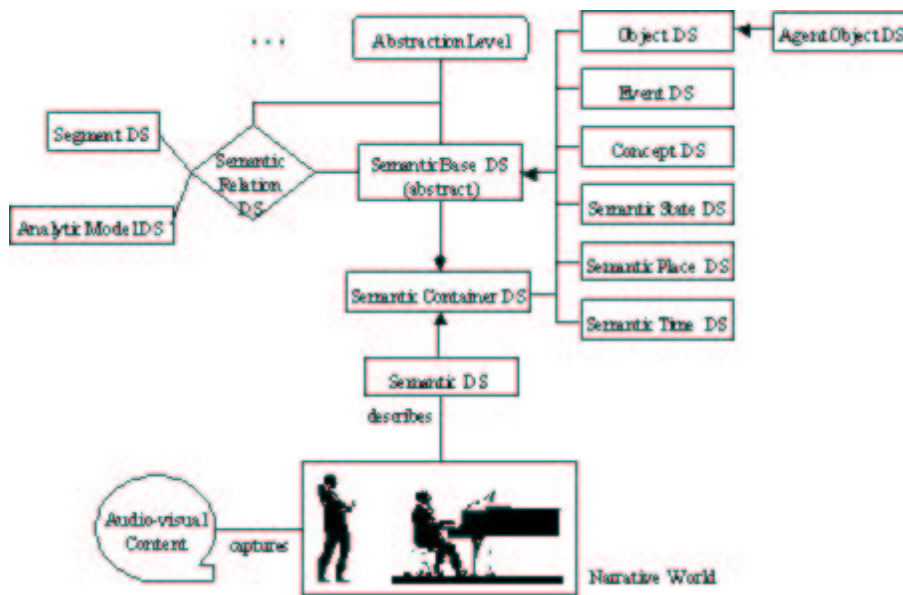 ...
Abstraction Level
Object DS
AgentObject DS
Event DS
Segment DS
Semantic
Relation
DS
SemanticBase DS
(abstract)
Concept DS
Analytic Model DS
Semantic State DS
Semantic Place DS
Semantic Container DS
Semantic Time DS
Semantic DS
describes
Audio-visual
Content
captures
Narrative World